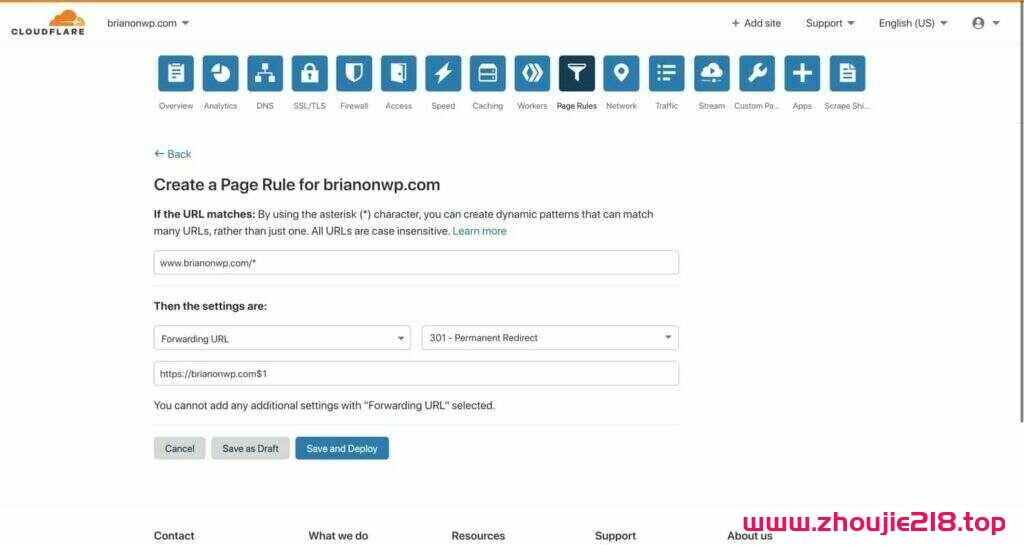 CLOUDFLARE
brianonwp.com
+ Add site
Support
English (US)
Overview
Analytics
DNS
SSL/TLS
Firewall
Access
Speed
Caching
Workers
Page Rules
Network
Traffic
Stream
Custom Pa...
Apps
Scrape Shi...
← Back
Create a Page Rule for brianonwp.com
If the URL matches: By using the asterisk (*) character, you can create dynamic patterns that can match
many URLs, rather than just one. All URLs are case insensitive. Learn more
www.brianonwp.com/*
Then the settings are:
Forwarding URL
301 - Permanent Redirect
https://brianonwp.com$1
You cannot add any additional settings with "Forwarding URL" selected.
Cancel
Save as Draft
Save and Deploy
Contact
What we do
Resources
Support
About us
www.zhoujie218.top